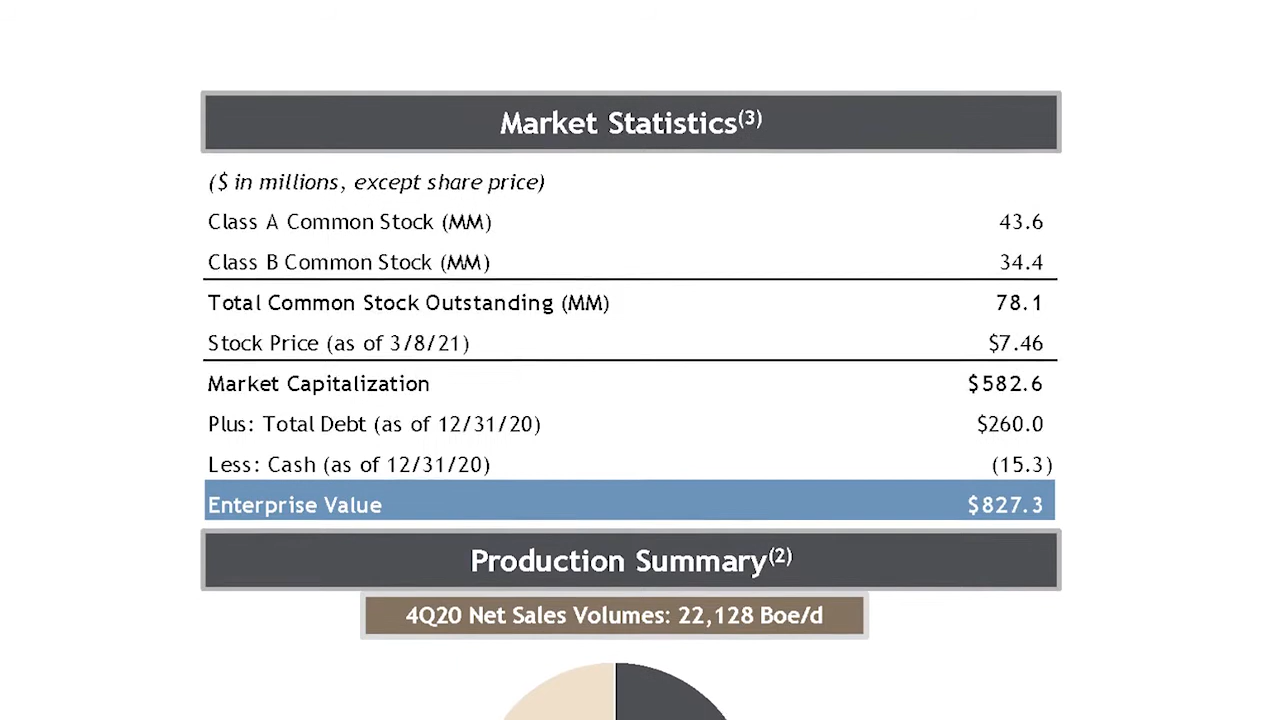 Market Statistics(3)
($ in millions, except share price)
Class A Common Stock (MM) 43.6
Class B Common Stock (MM) 34.4
Total Common Stock Outstanding (MM) 78.1
Stock Price (as of 3/8/21) $7.46
Market Capitalization $582.6
Plus: Total Debt (as of 12/31/20) $260.0
Less: Cash (as of 12/31/20) (15.3)
Enterprise Value $827.3
Production Summary(2)
4Q20 Net Sales Volumes: 22,128 Boe/d